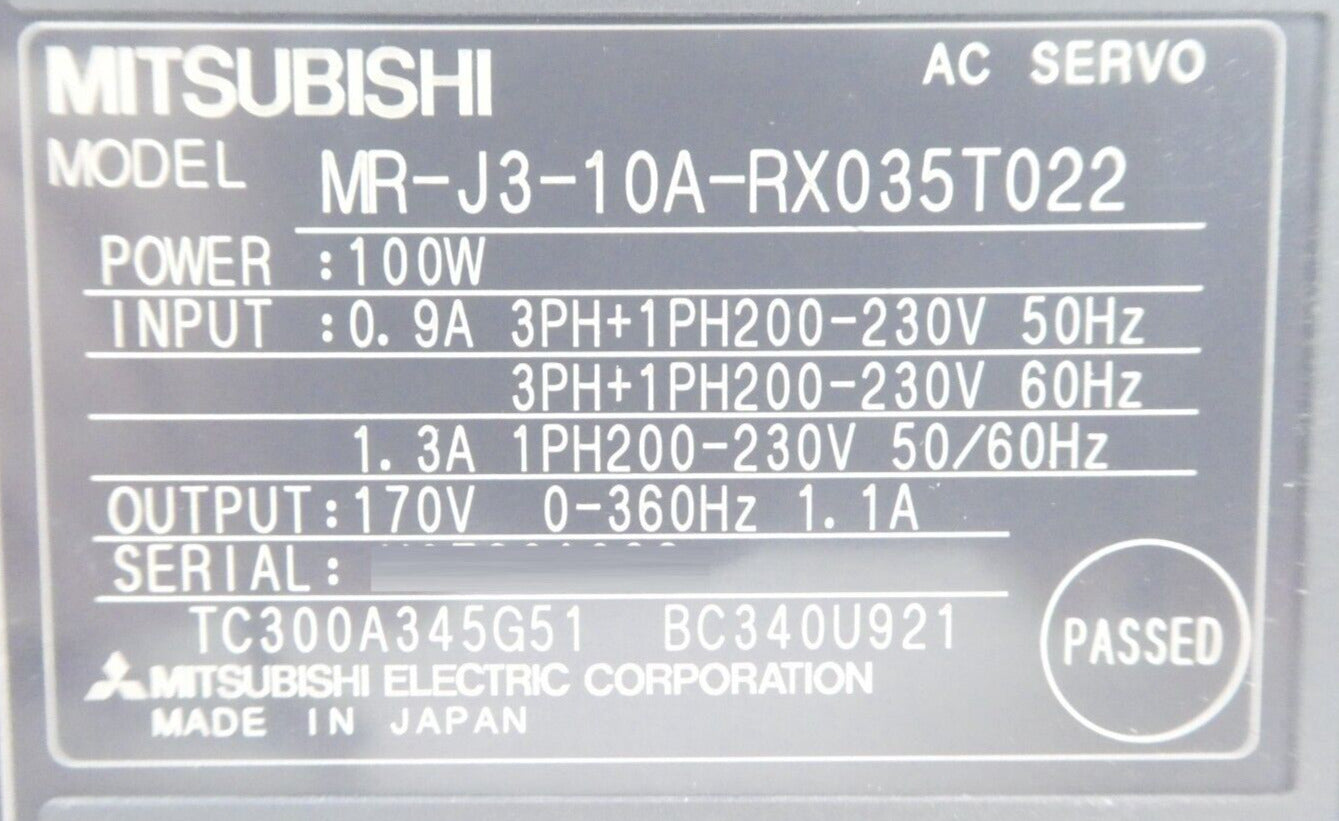 MITSUBISHI AC SERVO
MODEL MR-J3-10A-RX035T022
POWER :100W
INPUT :0.9A 3PH+1PH200-230V 50Hz
3PH+1PH200-230V 60Hz
1.3A 1PH200-230V 50/60Hz
OUTPUT:170V 0-360Hz 1.1A
SERIAL:
TC300A345G51 BC340U921
PASSED
MITSUBISHI ELECTRIC CORPORATION
MADE IN JAPAN